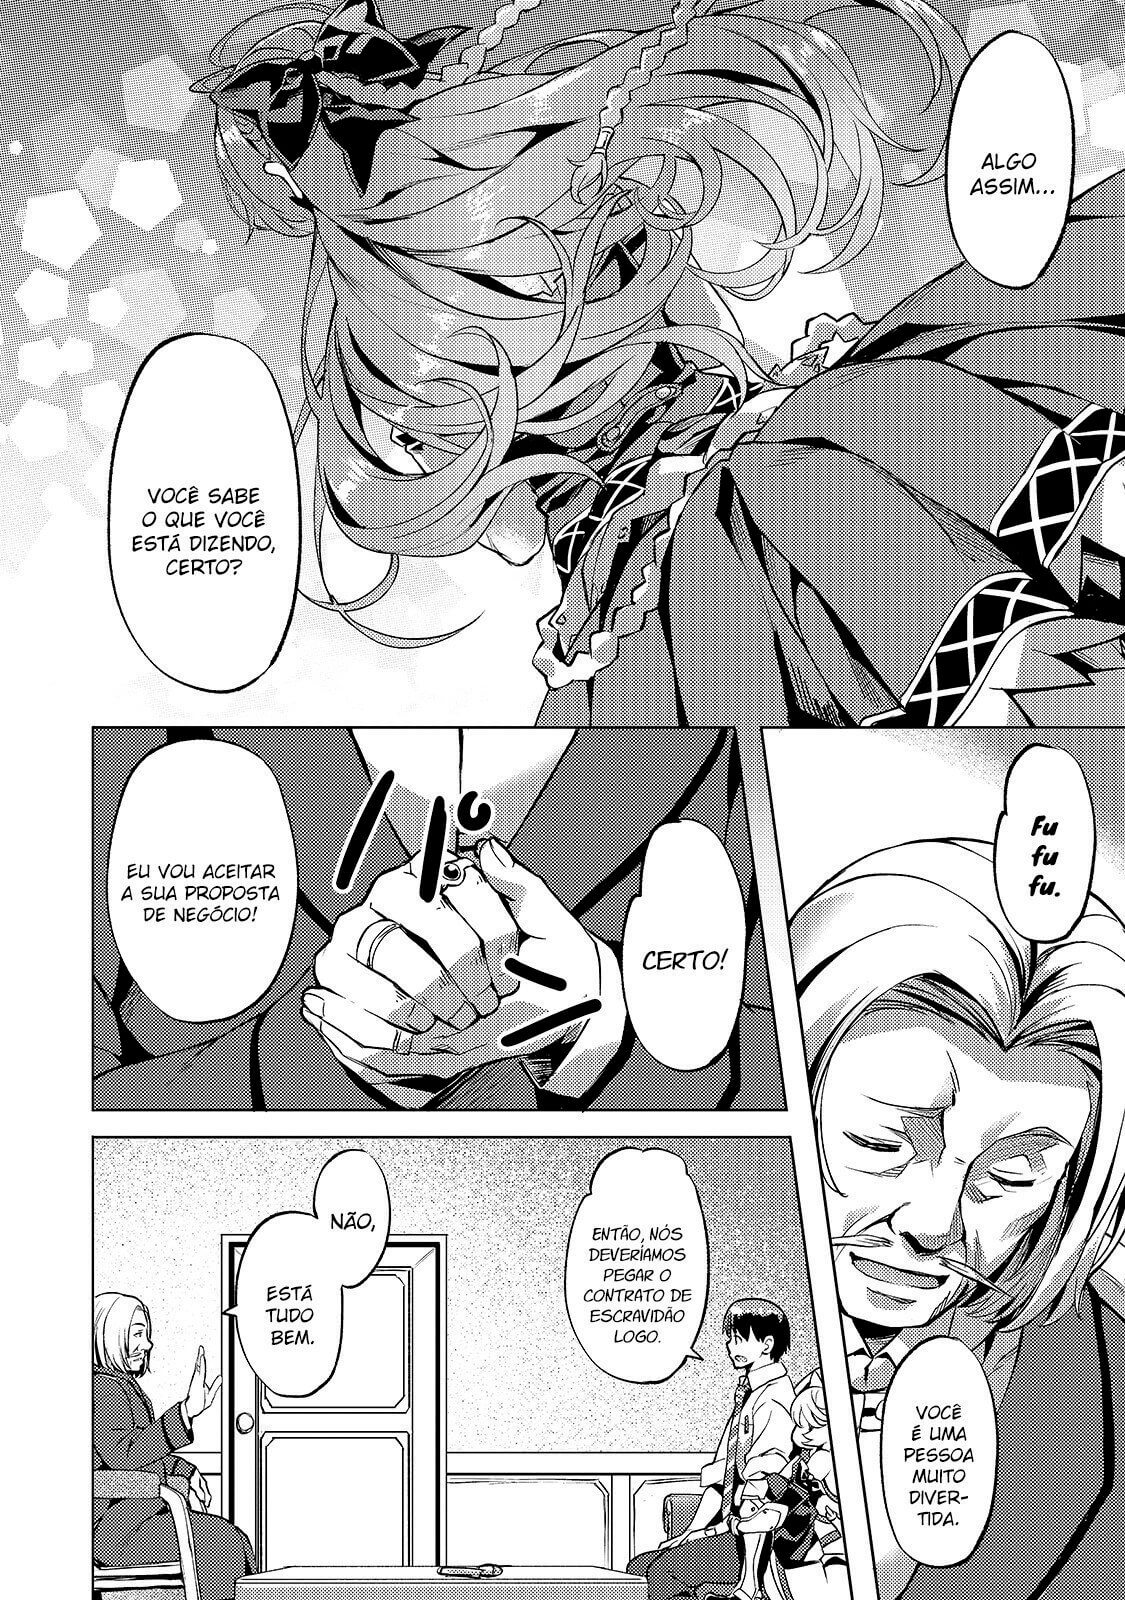 ALGO
ASSIM...
VOCÊ SABE
O QUE VOCÊ
ESTÁ DIZENDO,
CERTO?
Fu
fu
fu.
VOCÊ
É UMA
PESSOA
MUITO
DIVER-
TIDA.
CERTO!
EU VOU ACEITAR
A SUA PROPOSTA
DE NEGÓCIO!
ENTÃO, NÓS
DEVERÍAMOS
PEGAR O
CONTRATO DE
ESCRAVIDÃO
LOGO.
NÃO,
ESTÁ
TUDO
BEM.